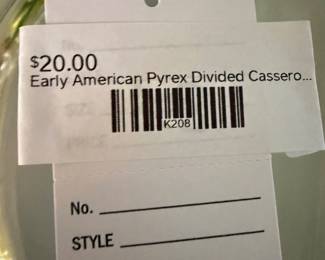 $20.00
Early American Pyrex Divided Cassero...
K208
No.
STYLE